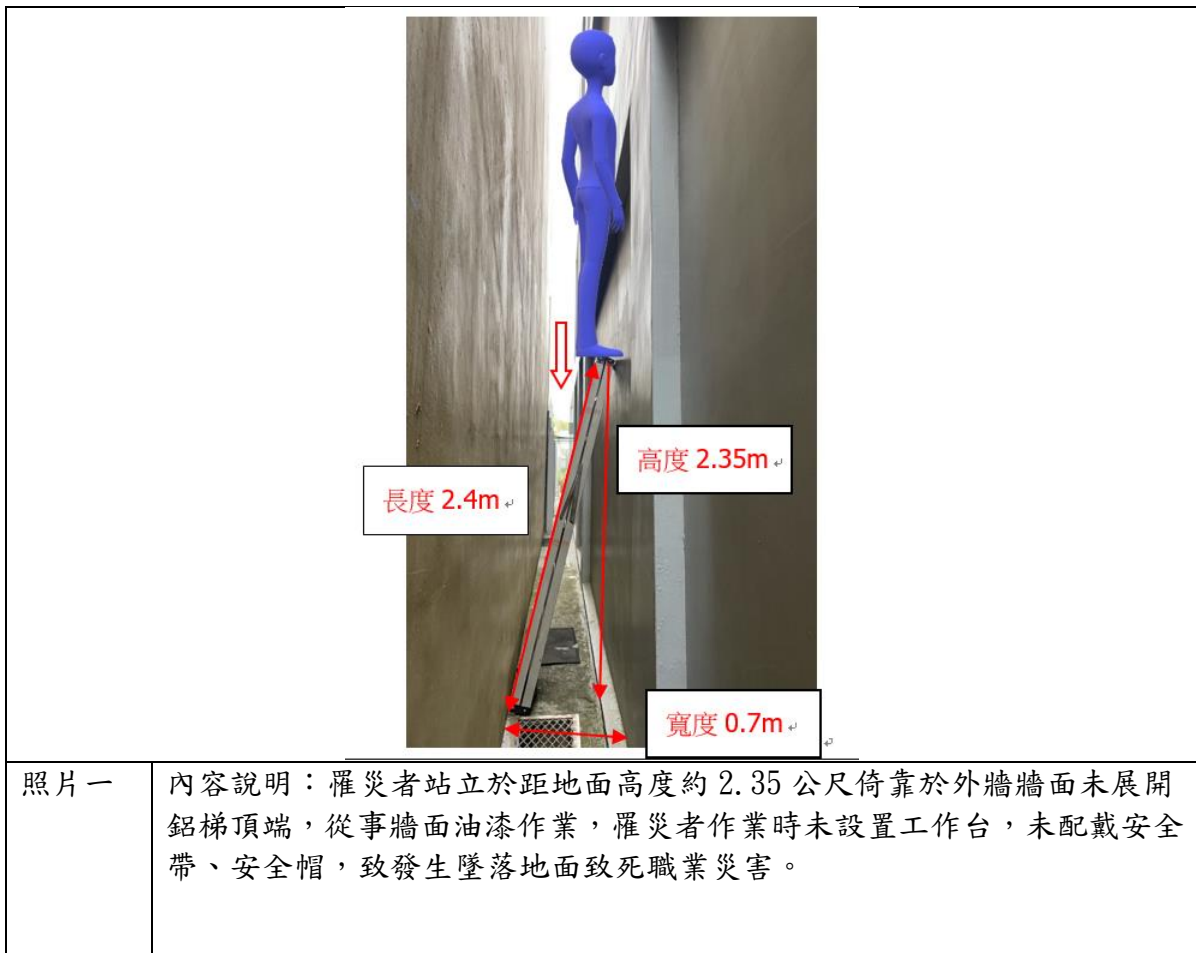 高度 2.35m
長度 2.4m
寬度 0.7m
照片一
內容說明：罹災者站立於距地面高度約 2.35 公尺倚靠於外牆牆面未展開
鋁梯頂端，從事牆面油漆作業，罹災者作業時未設置工作台，未配戴安全
帶、安全帽，致發生墜落地面致死職業災害。